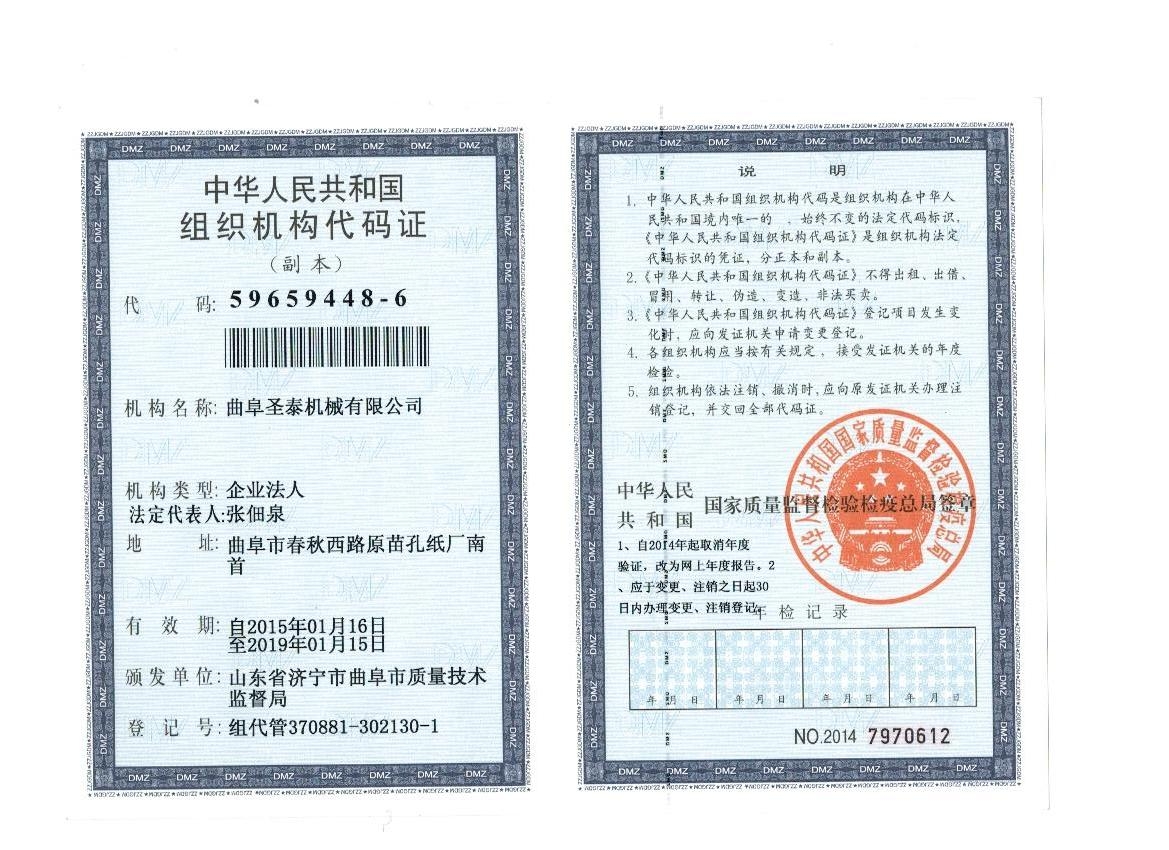 中华人民共和国
组织机构代码证
（副本）
代 码: 59659448-6
机构名称: 曲阜圣泰机械有限公司
机构类型: 企业法人
法定代表人:张佃泉
地 址: 曲阜市春秋西路原苗孔纸厂南
首
有 效 期: 自2015年01月16日
至2019年01月15日
颁发单位: 山东省济宁市曲阜市质量技术
监督局
登 记 号: 组代管370881-302130-1
说 明
1. 中华人民共和国组织机构代码是组织机构在中华人
民共和国境内唯一的 、始终不变的法定代码标识，
《中华人民共和国组织机构代码证》是组织机构法定
代码标识的凭证，分正本和副本。
2.《中华人民共和国组织机构代码证》不得出租、出借、
冒用、转让、伪造、变造、非法买卖。
3.《中华人民共和国组织机构代码证》登记项目发生变
化时，应向发证机关申请变更登记。
4. 各组织机构应当按有关规定，接受发证机关的年度
检验。
5. 组织机构依法注销、撤消时，应向原发证机关办理注
销登记，并交回全部代码证。
中华人民
共和国
国家质量监督检验检疫总局签章
中华人民共和国国家质量监督检验检疫总局
1、自2014年起取消年度
验证，改为网上年度报告。2
、应于变更、注销之日起30
日内办理变更、注销登记。
年检记录
年 月 日 年 月 日 年 月 日 年 月 日
NO.2014 7970612